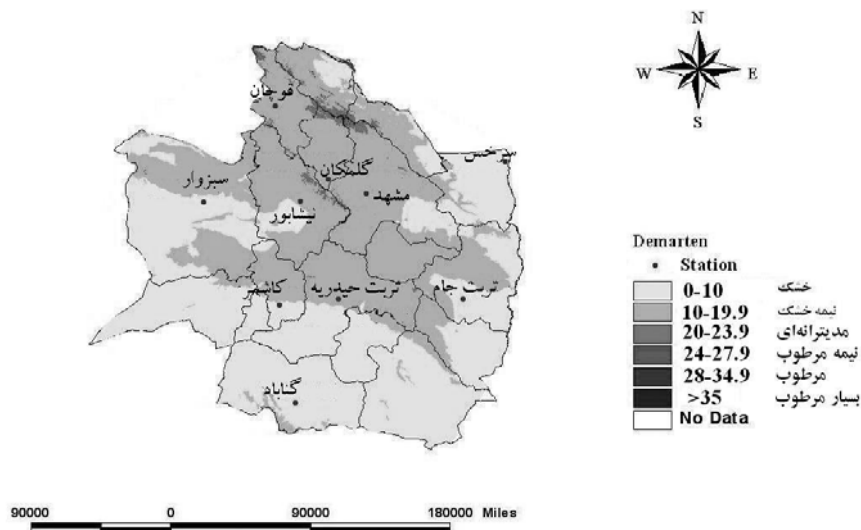 N
W E
S
قوچان
سرخس
گلمکان
سبزوار
مشهد
نیشابور
کاشمر
تربت حیدریه
تربت جام
گناباد
Demarten
Station
0-10 خشک
10-19.9 نیمه خشک
20-23.9 مدیترانه‌ای
24-27.9 نیمه مرطوب
28-34.9 مرطوب
>35 بسیار مرطوب
No Data
90000 0 90000 180000 Miles